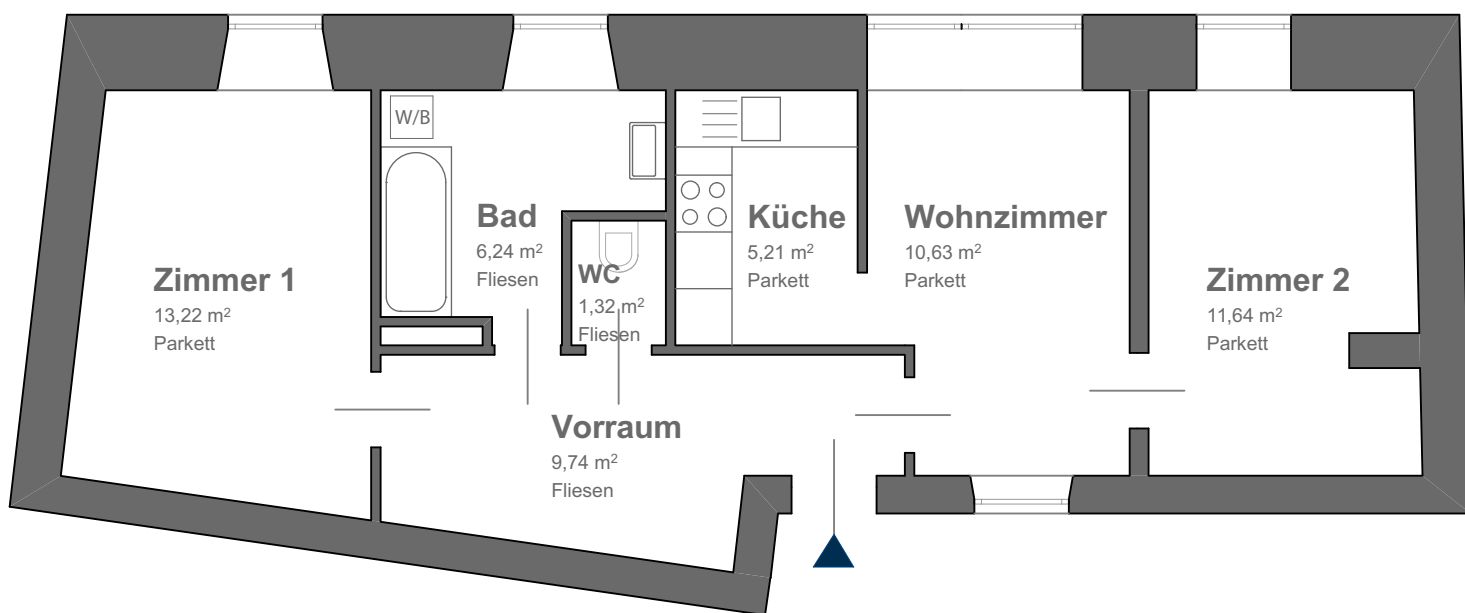 W/B
Bad
6,24 m²
Fliesen
Küche
5,21 m²
Parkett
Wohnzimmer
10,63 m²
Parkett
Zimmer 1
13,22 m²
Parkett
WC
1,32 m²
Fliesen
Zimmer 2
11,64 m²
Parkett
Vorraum
9,74 m²
Fliesen